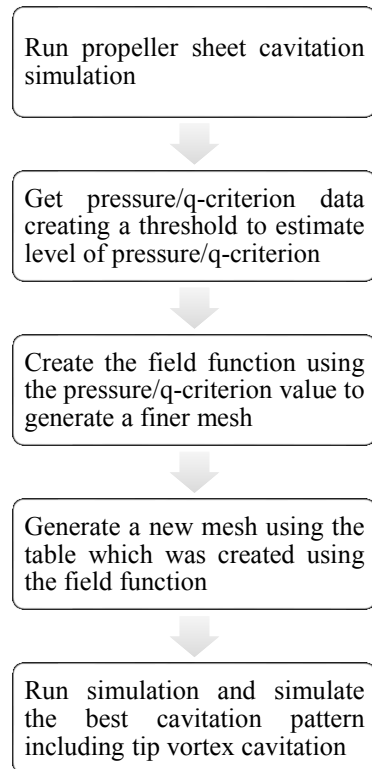 Run propeller sheet cavitation
simulation
Get pressure/q-criterion data
creating a threshold to estimate
level of pressure/q-criterion
Create the field function using
the pressure/q-criterion value to
generate a finer mesh
Generate a new mesh using the
table which was created using
the field function
Run simulation and simulate
the best cavitation pattern
including tip vortex cavitation